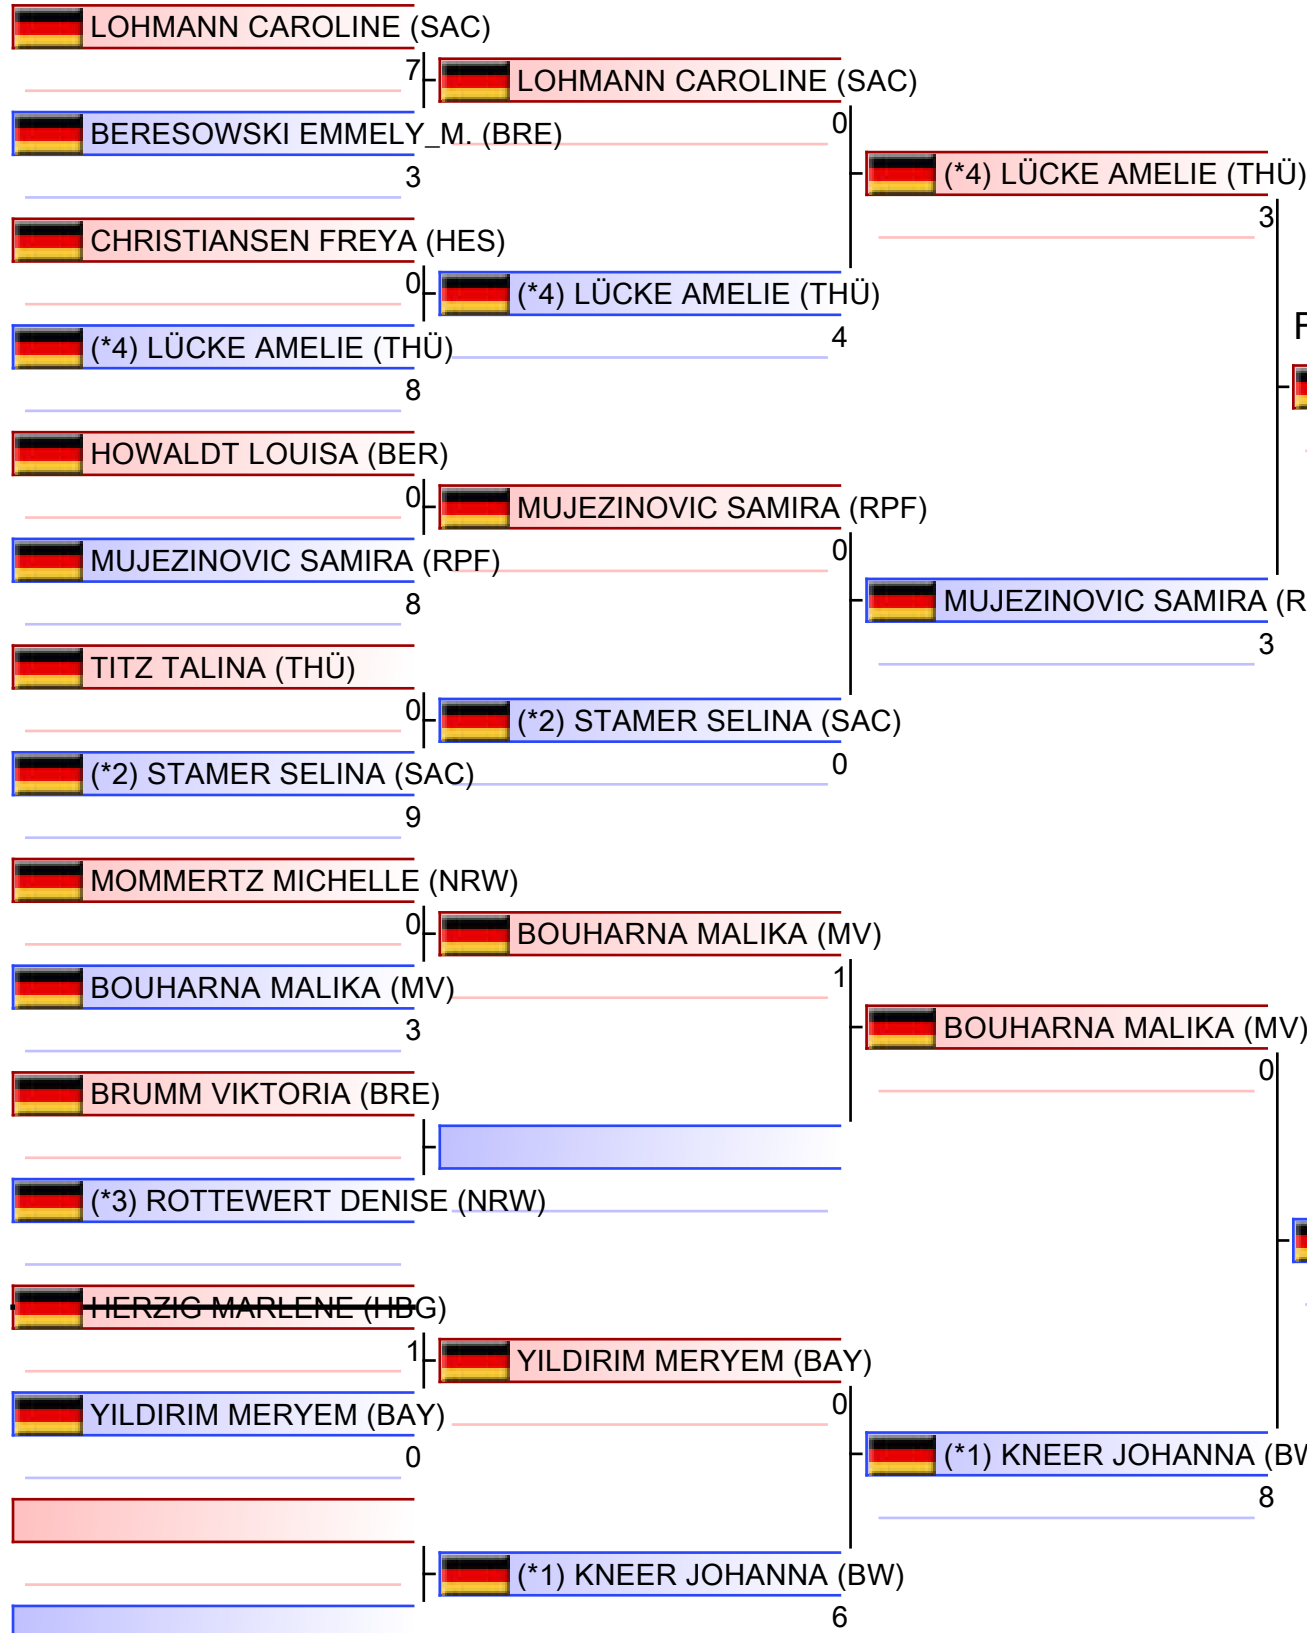 LOHMANN CAROLINE (SAC)
7
LOHMANN CAROLINE (SAC)
0
BERESOWSKI EMMELY_M. (BRE)
3
(*4) LÜCKE AMELIE (THÜ)
3
CHRISTIANSEN FREYA (HES)
0
(*4) LÜCKE AMELIE (THÜ)
4
(*4) LÜCKE AMELIE (THÜ)
8
HOWALDT LOUISA (BER)
0
MUJEZINOVIC SAMIRA (RPF)
0
MUJEZINOVIC SAMIRA (RPF)
8
MUJEZINOVIC SAMIRA (R
3
TITZ TALINA (THÜ)
0
(*2) STAMER SELINA (SAC)
0
(*2) STAMER SELINA (SAC)
9
MOMMERTZ MICHELLE (NRW)
0
BOUHARNA MALIKA (MV)
1
BOUHARNA MALIKA (MV)
3
BOUHARNA MALIKA (MV)
0
BRUMM VIKTORIA (BRE)
(*3) ROTTEWERT DENISE (NRW)
HERZIG MARLENE (HBG)
1
YILDIRIM MERYEM (BAY)
0
YILDIRIM MERYEM (BAY)
0
(*1) KNEER JOHANNA (BW
8
(*1) KNEER JOHANNA (BW)
6